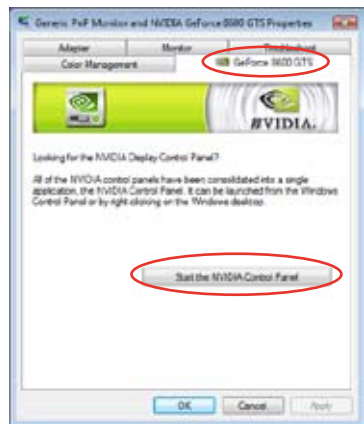 Generic PnP Monitor and NVIDIA GeForce 8600 GTS Properties
Adapter Monitor Troubleshoot
Color Management GeForce 8600 GTS
NVIDIA.
Looking for the NVIDIA Display Control Panel?
All of the NVIDIA control panels have been consolidated into a single
application, the NVIDIA Control Panel. It can be launched from the Windows
Control Panel or by right clicking on the Windows desktop.
Start the NVIDIA Control Panel
OK Cancel Apply